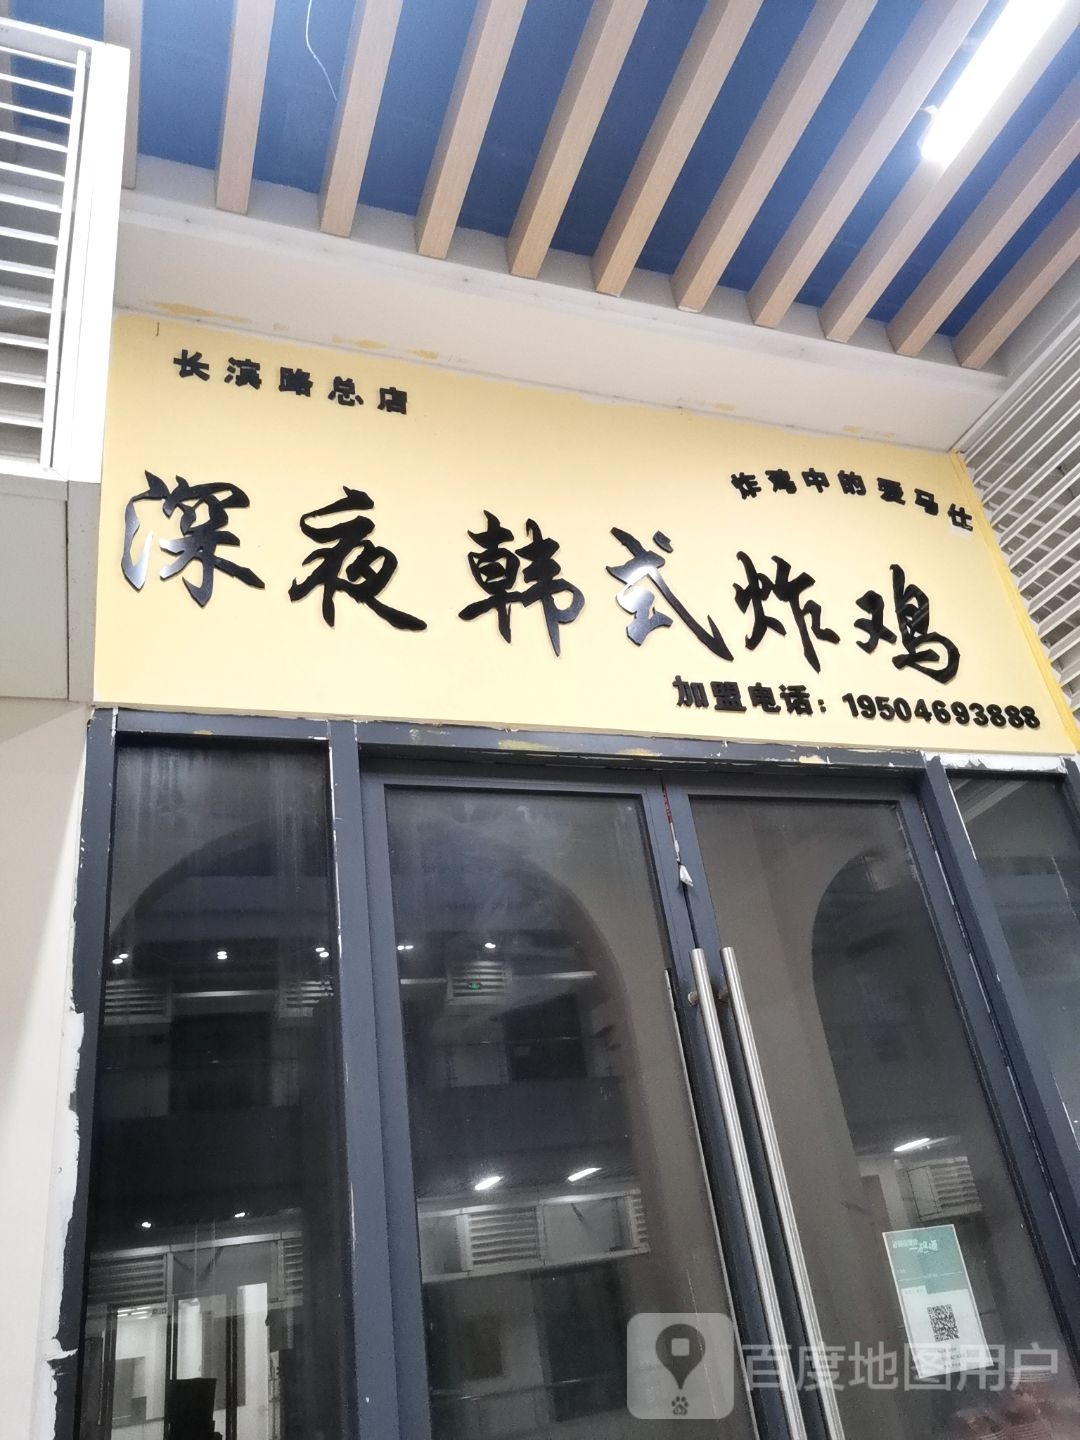 长滨路总店
炸鸡中的爱马仕
深夜韩式炸鸡
加盟电话：19504693888
百度地图用户